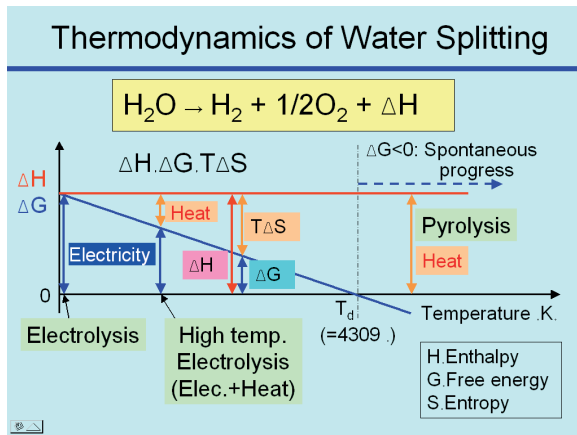 Thermodynamics of Water Splitting
H₂O → H₂ + 1/2O₂ + ΔH
ΔH.ΔG.TΔS
ΔG<0: Spontaneous
progress
ΔH
ΔG
Heat
TΔS
Pyrolysis
Electricity
ΔH
ΔG
Heat
0
Td
(=4309 .)
Temperature .K.
Electrolysis
High temp.
Electrolysis
(Elec.+Heat)
H.Enthalpy
G.Free energy
S.Entropy